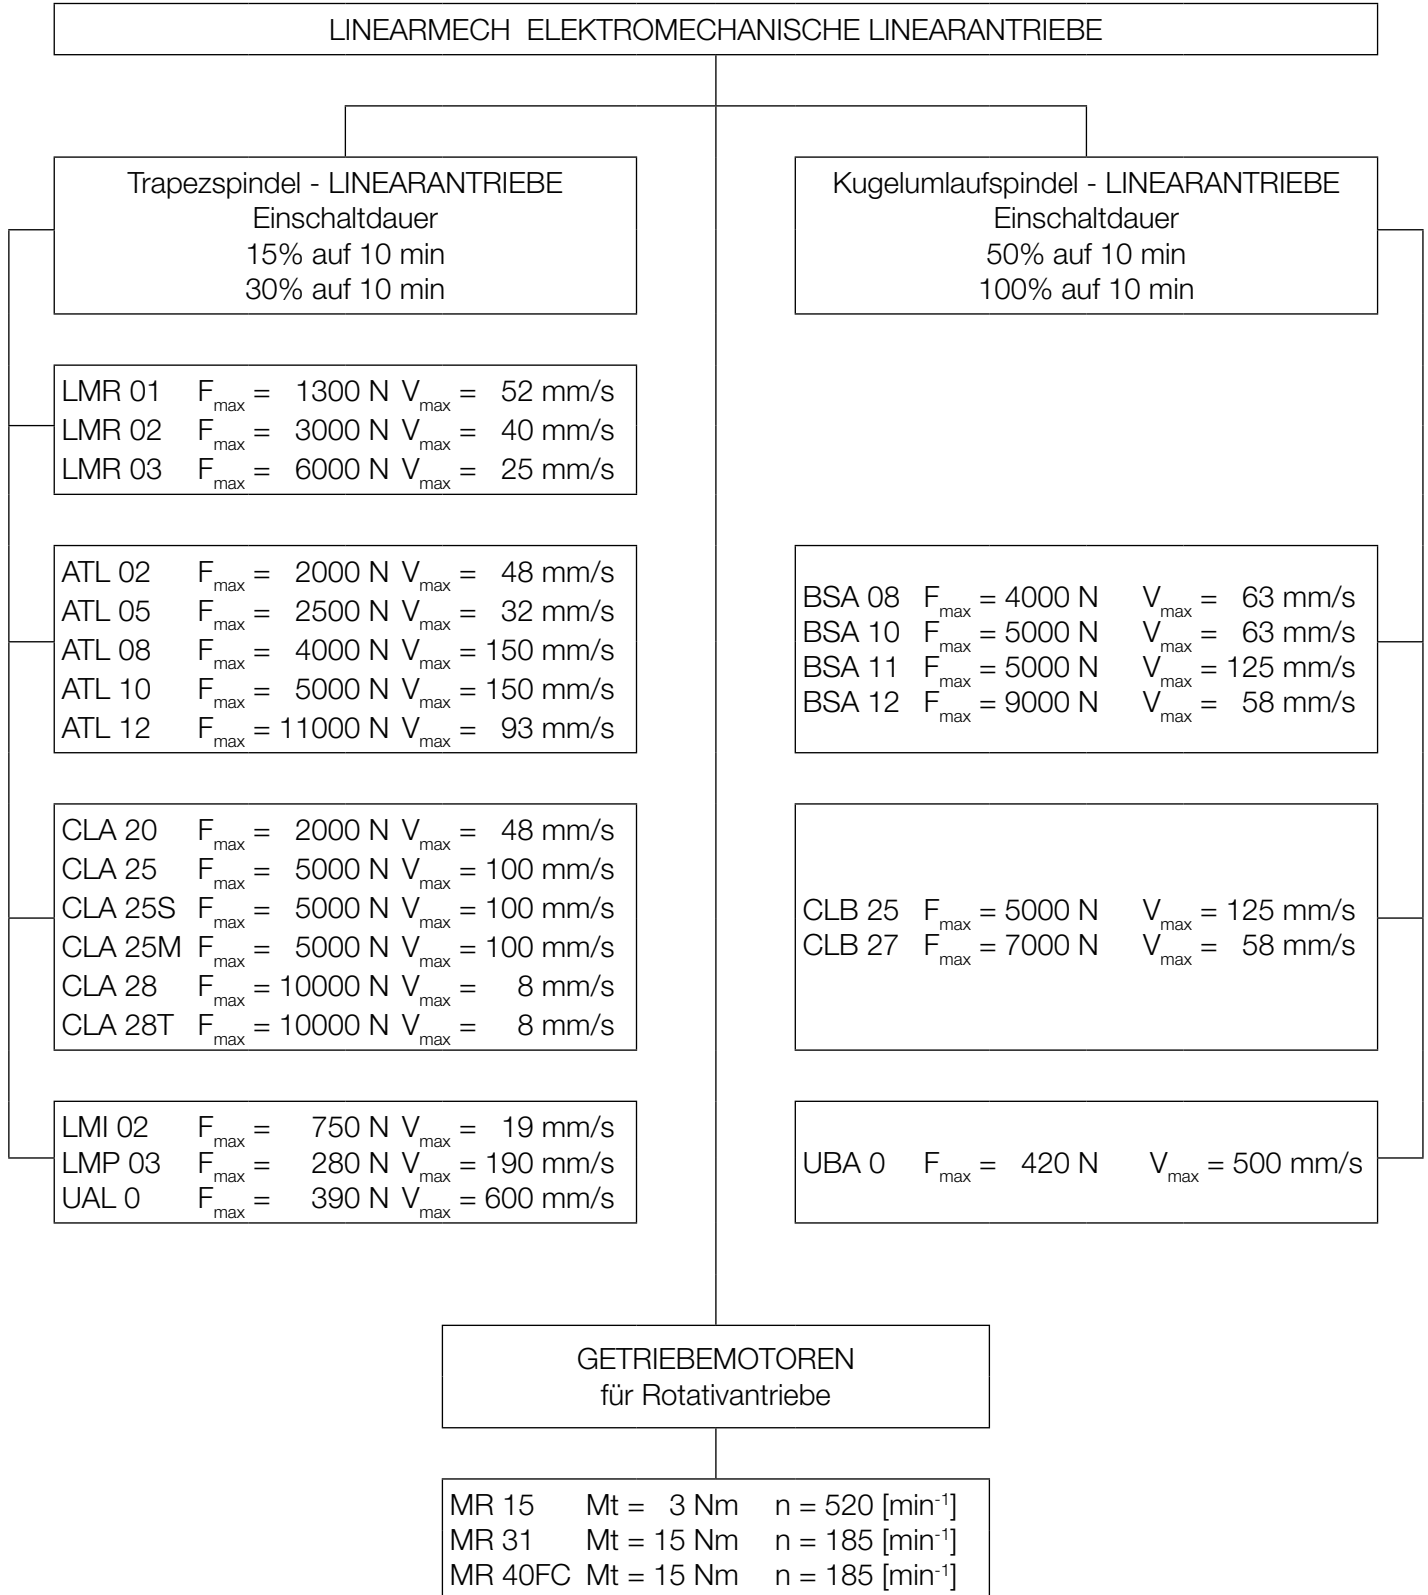 LINEARMECH ELEKTROMECHANISCHE LINEARANTRIEBE
Trapezspindel - LINEARANTRIEBE
Einschaltdauer
15% auf 10 min
30% auf 10 min
Kugelumlaufspindel - LINEARANTRIEBE
Einschaltdauer
50% auf 10 min
100% auf 10 min
LMR 01 Fmax = 1300 N Vmax = 52 mm/s
LMR 02 Fmax = 3000 N Vmax = 40 mm/s
LMR 03 Fmax = 6000 N Vmax = 25 mm/s
ATL 02 Fmax = 2000 N Vmax = 48 mm/s
ATL 05 Fmax = 2500 N Vmax = 32 mm/s
ATL 08 Fmax = 4000 N Vmax = 150 mm/s
ATL 10 Fmax = 5000 N Vmax = 150 mm/s
ATL 12 Fmax = 11000 N Vmax = 93 mm/s
BSA 08 Fmax = 4000 N Vmax = 63 mm/s
BSA 10 Fmax = 5000 N Vmax = 63 mm/s
BSA 11 Fmax = 5000 N Vmax = 125 mm/s
BSA 12 Fmax = 9000 N Vmax = 58 mm/s
CLA 20 Fmax = 2000 N Vmax = 48 mm/s
CLA 25 Fmax = 5000 N Vmax = 100 mm/s
CLA 25S Fmax = 5000 N Vmax = 100 mm/s
CLA 25M Fmax = 5000 N Vmax = 100 mm/s
CLA 28 Fmax = 10000 N Vmax = 8 mm/s
CLA 28T Fmax = 10000 N Vmax = 8 mm/s
CLB 25 Fmax = 5000 N Vmax = 125 mm/s
CLB 27 Fmax = 7000 N Vmax = 58 mm/s
LMI 02 Fmax = 750 N Vmax = 19 mm/s
LMP 03 Fmax = 280 N Vmax = 190 mm/s
UAL 0 Fmax = 390 N Vmax = 600 mm/s
UBA 0 Fmax = 420 N Vmax = 500 mm/s
GETRIEBEMOTOREN
für Rotativantriebe
MR 15 Mt = 3 Nm n = 520 [min⁻¹]
MR 31 Mt = 15 Nm n = 185 [min⁻¹]
MR 40FC Mt = 15 Nm n = 185 [min⁻¹]